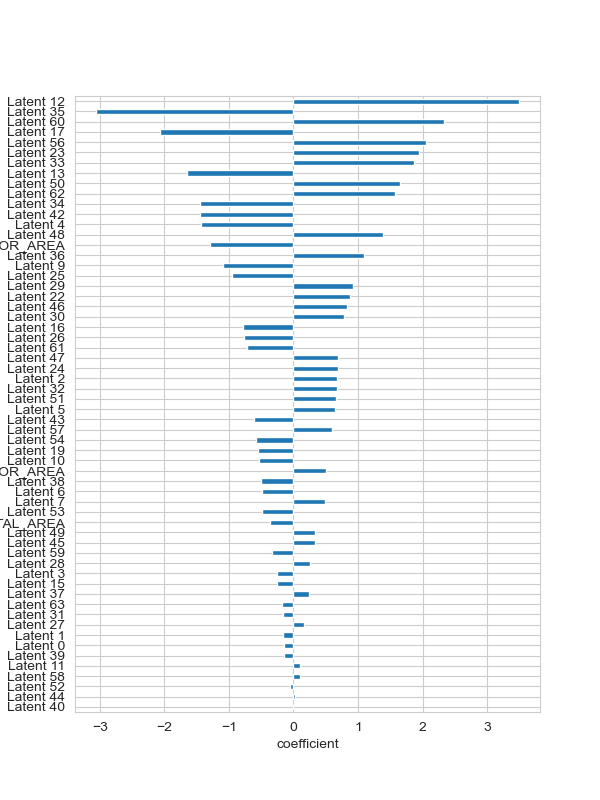 Latent 12
Latent 35
Latent 60
Latent 17
Latent 56
Latent 23
Latent 33
Latent 13
Latent 50
Latent 62
Latent 34
Latent 42
Latent 4
Latent 48
OR_AREA
Latent 36
Latent 9
Latent 25
Latent 29
Latent 22
Latent 46
Latent 30
Latent 16
Latent 26
Latent 61
Latent 47
Latent 24
Latent 2
Latent 32
Latent 51
Latent 5
Latent 43
Latent 57
Latent 54
Latent 19
Latent 10
OR_AREA
Latent 38
Latent 6
Latent 7
Latent 53
TAL_AREA
Latent 49
Latent 45
Latent 59
Latent 28
Latent 3
Latent 15
Latent 37
Latent 63
Latent 31
Latent 27
Latent 1
Latent 0
Latent 39
Latent 11
Latent 58
Latent 52
Latent 44
Latent 40
−3 −2 −1 0 1 2 3
coefficient